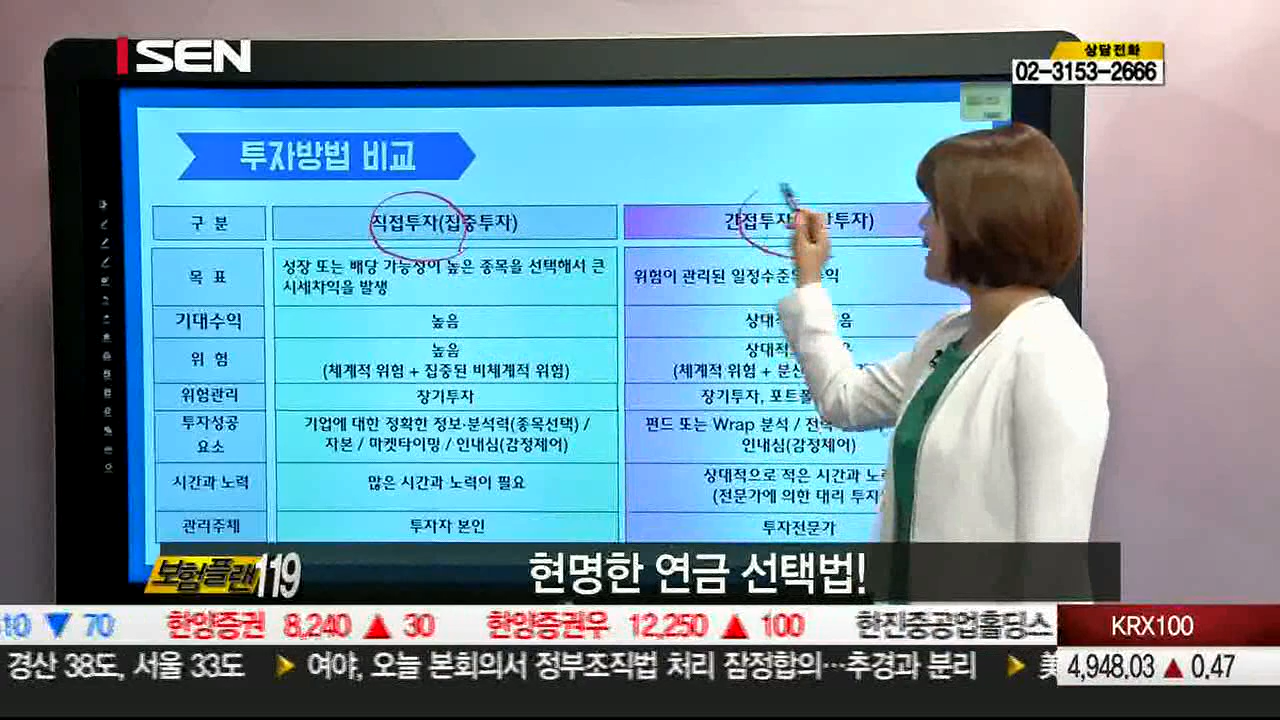 SEN
상담전화
02-3153-2666
투자방법 비교
구 분
직접투자(집중투자)
간접투자 투자)
목 표
성장 또는 배당 가능성이 높은 종목을 선택해서 큰
시세차익을 발생
위험이 관리된 일정수준
기대수익
높음
위 험
높음
(체계적 위험 + 집중된 비체계적 위험)
(체계적 위험 +
위험관리
장기투자
장기투자,
투자성공
요소
기업에 대한 정확한 정보·분석력(종목선택) /
자본 / 마켓타이밍 / 인내심(감정제어)
펀드 또는 Wrap 분석 /
인내심(감정제어)
시간과 노력
많은 시간과 노력이 필요
상대적으로 적은 시간과
(전문가에 의한 대리
관리주체
투자자 본인
투자전문가
보험플랜119
현명한 연금 선택법!
▼ 70 한양증권 8,240 ▲ 30 한양증권우 12,250 ▲ 100 한진중공업홀딩스
KRX100
경산 38도, 서울 33도 ▶ 여야, 오늘 본회의서 정부조직법 처리 잠정합의…추경과 분리 ▶
4,948.03 ▲ 0.47